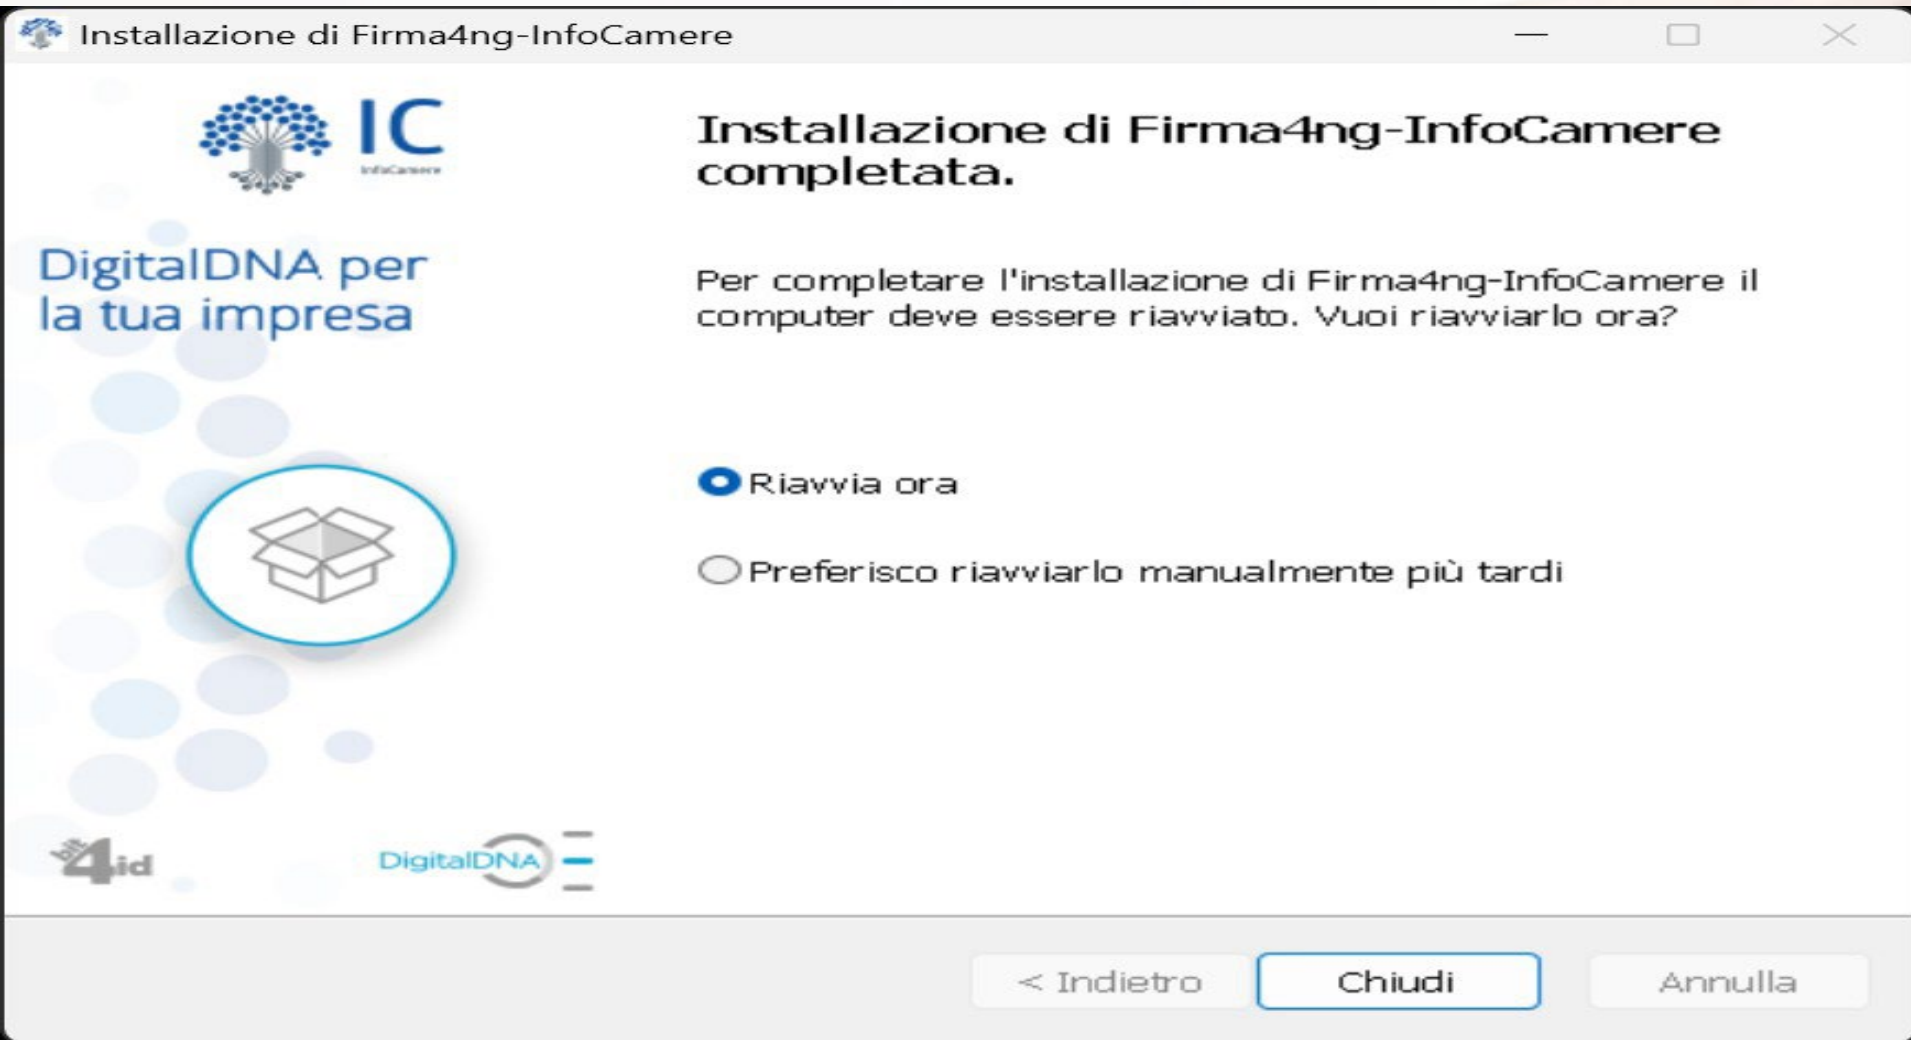 Installazione di Firma4ng-InfoCamere
IC
InfoCamere
DigitalDNA per
la tua impresa
Installazione di Firma4ng-InfoCamere
completata.
Per completare l'installazione di Firma4ng-InfoCamere il
computer deve essere riavviato. Vuoi riavviarlo ora?
Riavvia ora
Preferisco riavviarlo manualmente più tardi
bit4id
DigitalDNA
< Indietro
Chiudi
Annulla